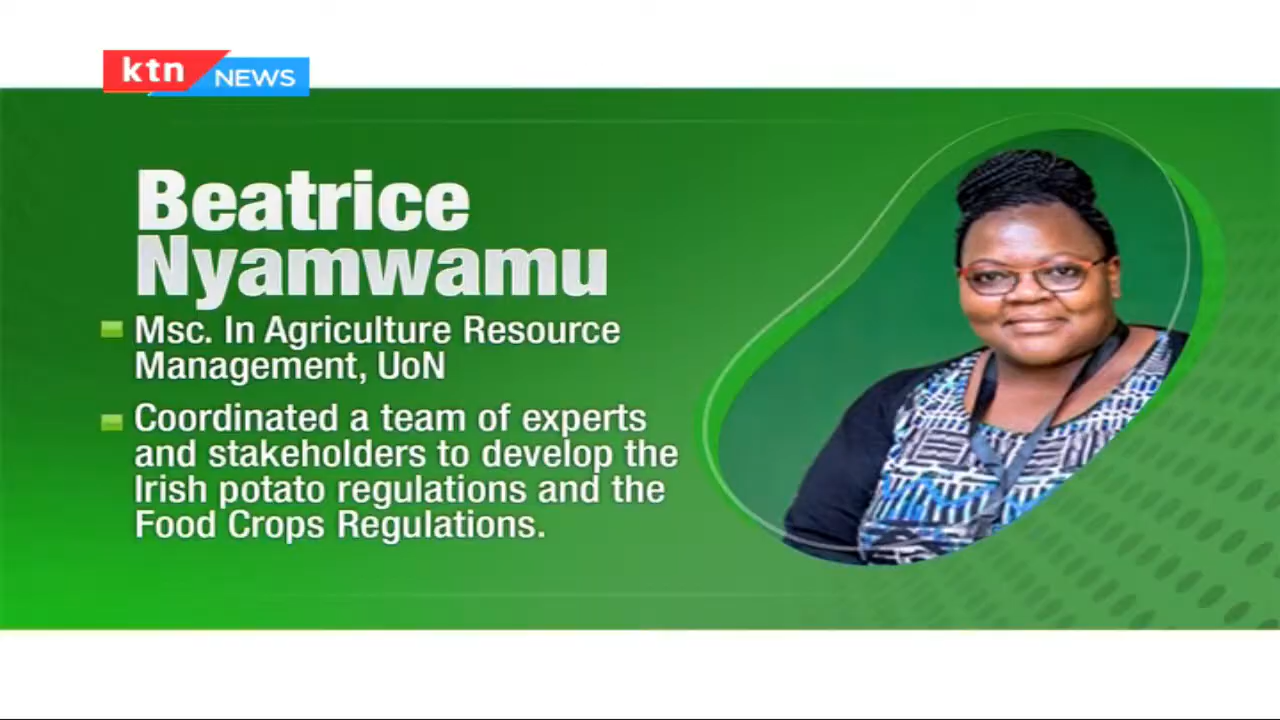 ktn NEWS
Beatrice
Nyamwamu
Msc. In Agriculture Resource
Management, UoN
Coordinated a team of experts
and stakeholders to develop the
Irish potato regulations and the
Food Crops Regulations.